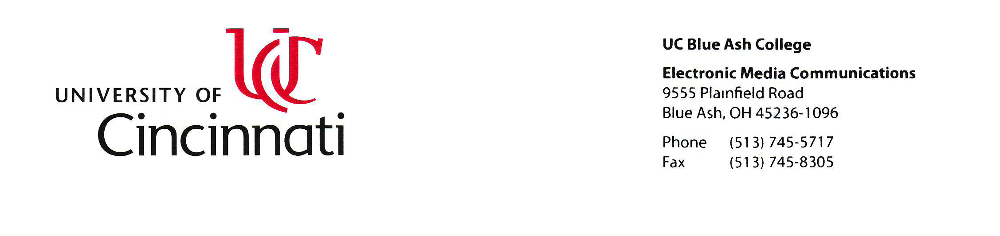 UC
UNIVERSITY OF
Cincinnati
UC Blue Ash College
Electronic Media Communications
9555 Plainfield Road
Blue Ash, OH 45236-1096
Phone (513) 745-5717
Fax (513) 745-8305